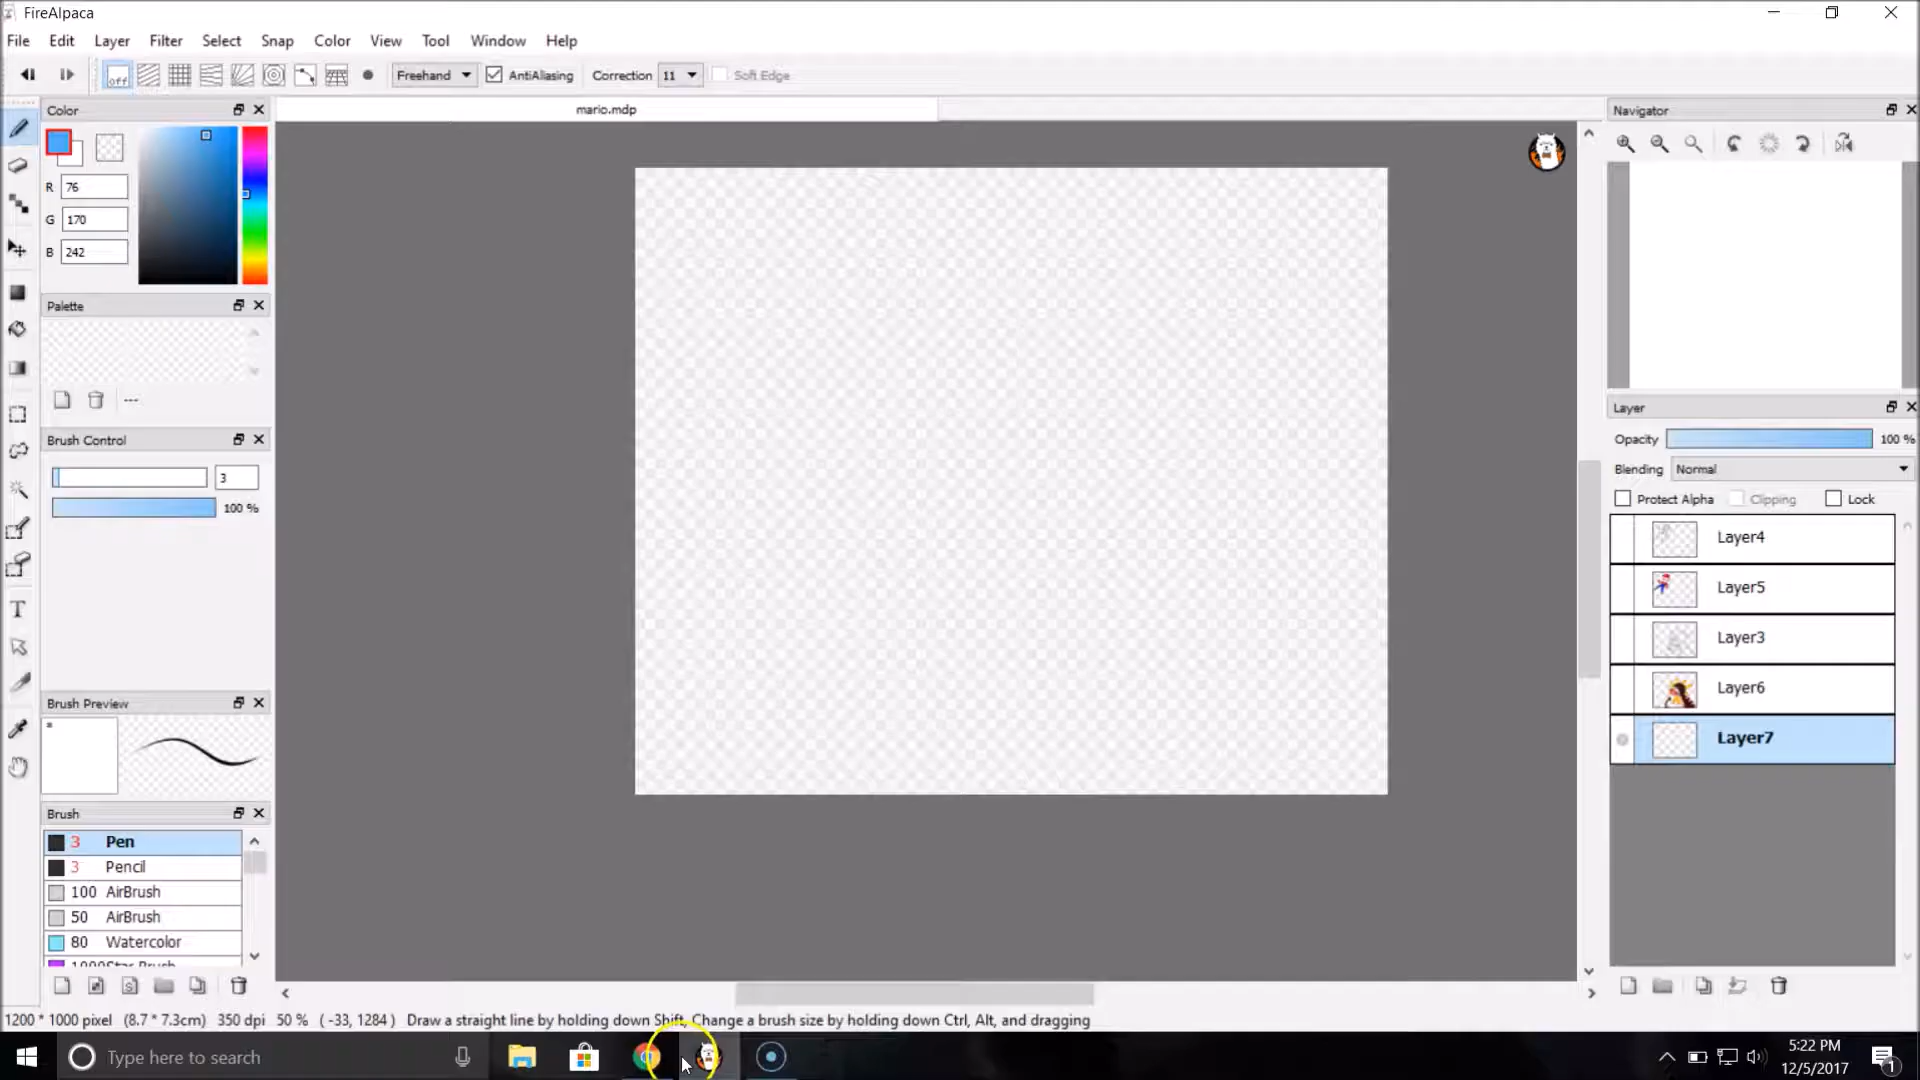 FireAlpaca
File Edit Layer Filter Select Snap Color View Tool Window Help
off Freehand AntiAliasing Correction 11 Soft Edge
Color
mario.mdp
Navigator
R 76
G 170
B 242
Palette
---
Layer
Opacity 100 %
Brush Control
Blending Normal
3
Protect Alpha Clipping Lock
100 %
Layer4
Layer5
Layer3
Layer6
Brush Preview
Layer7
Brush
3 Pen
3 Pencil
100 AirBrush
50 AirBrush
80 Watercolor
S
1200 * 1000 pixel (8.7 * 7.3cm) 350 dpi 50 % ( -33, 1284 ) Draw a straight line by holding down Shift, Change a brush size by holding down Ctrl, Alt, and dragging
Type here to search
5:22 PM
12/5/2017
1